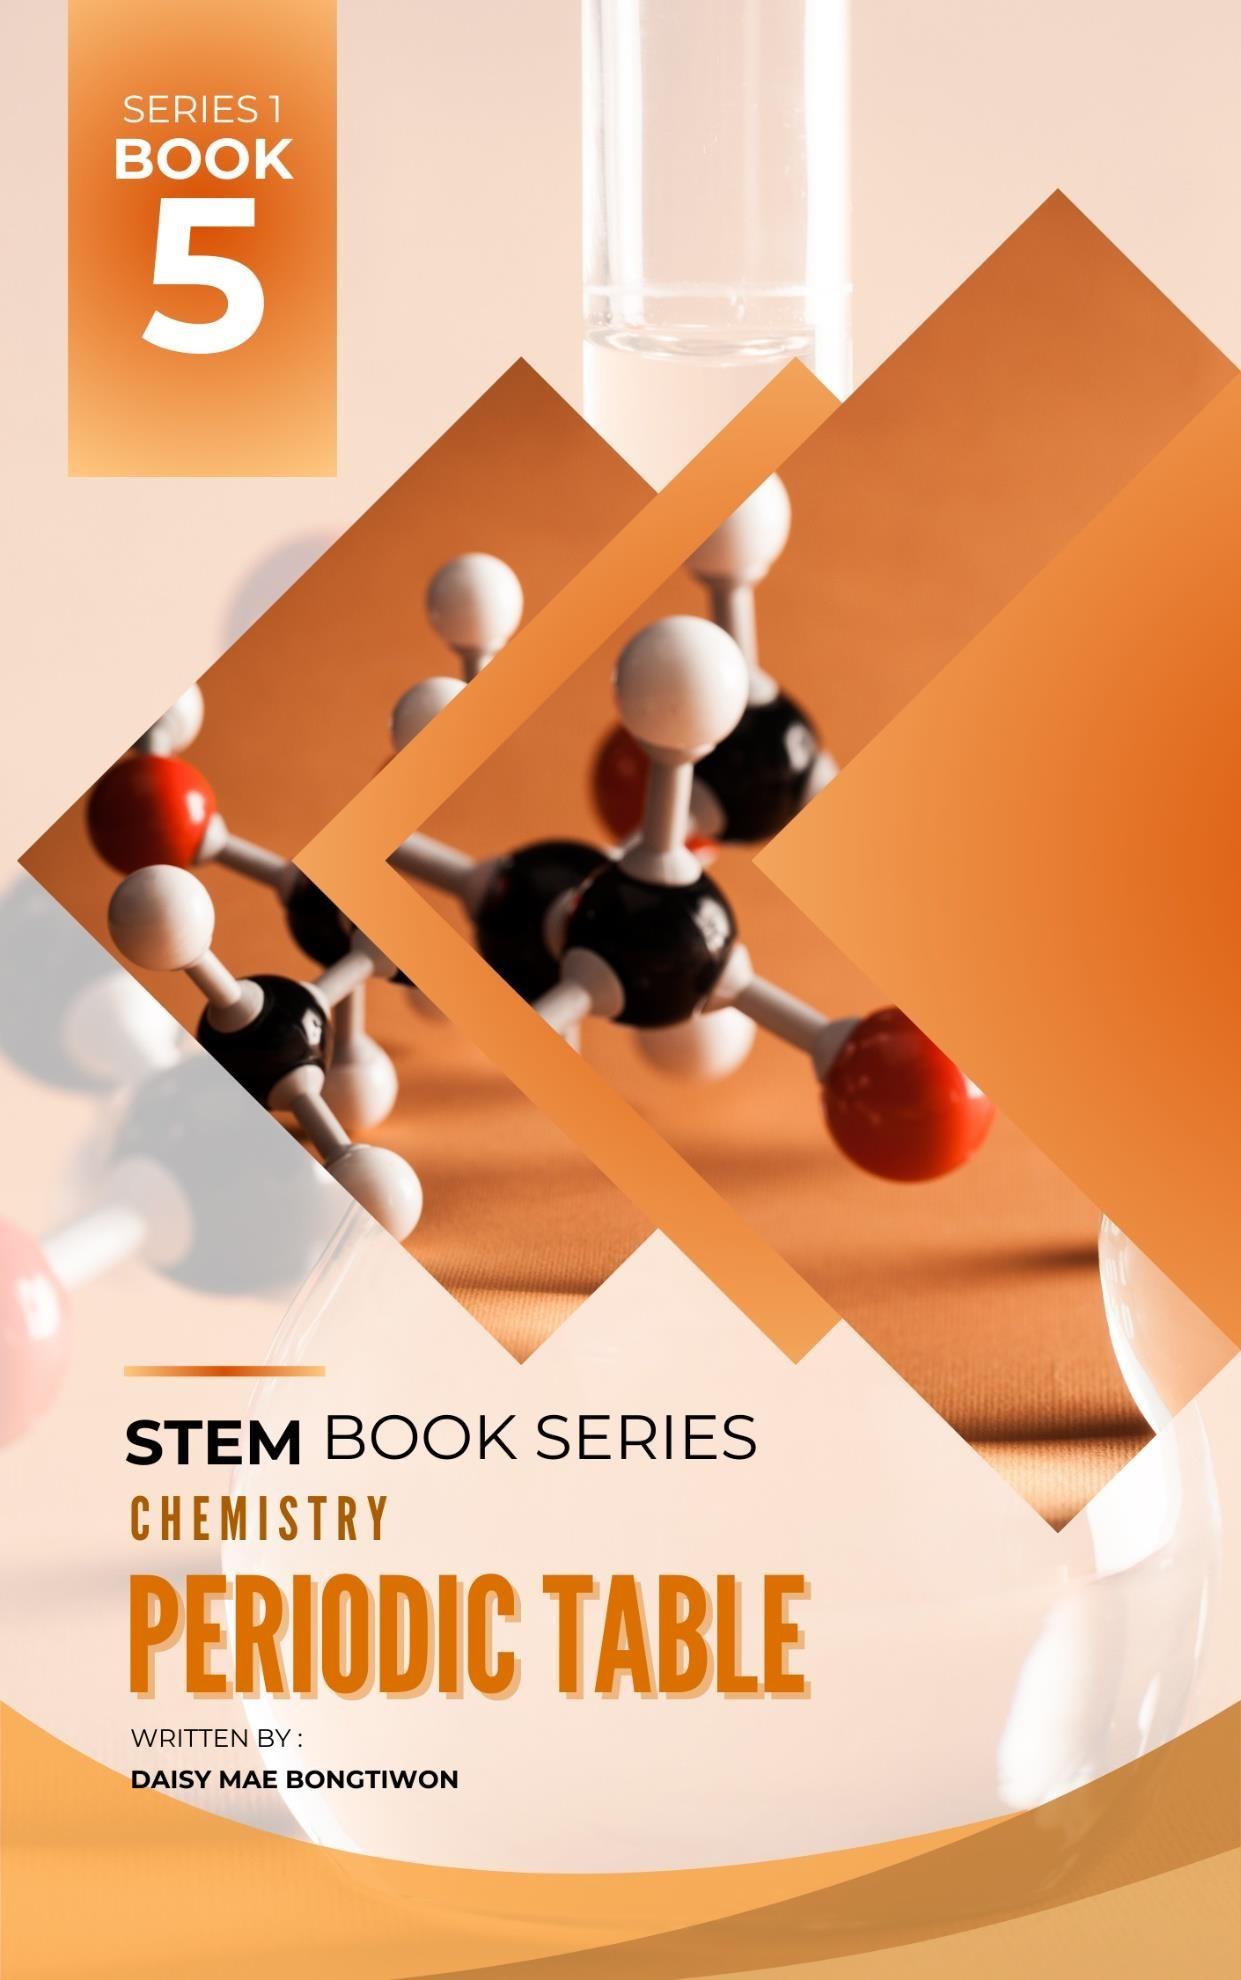 SERIES 1
BOOK
5
STEM BOOK SERIES
CHEMISTRY
PERIODIC TABLE
WRITTEN BY :
DAISY MAE BONGTIWON